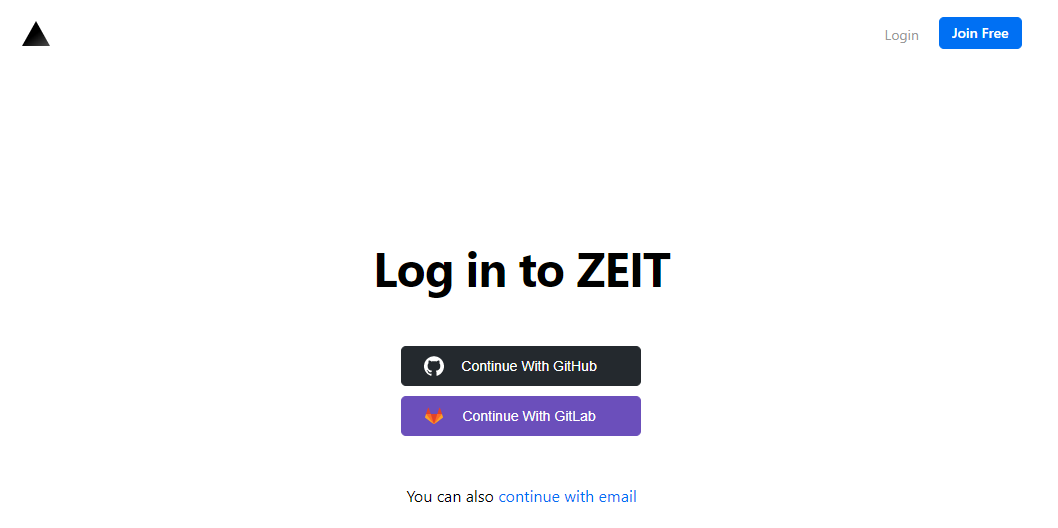 Login
Join Free
Log in to ZEIT
Continue With GitHub
Continue With GitLab
You can also continue with email